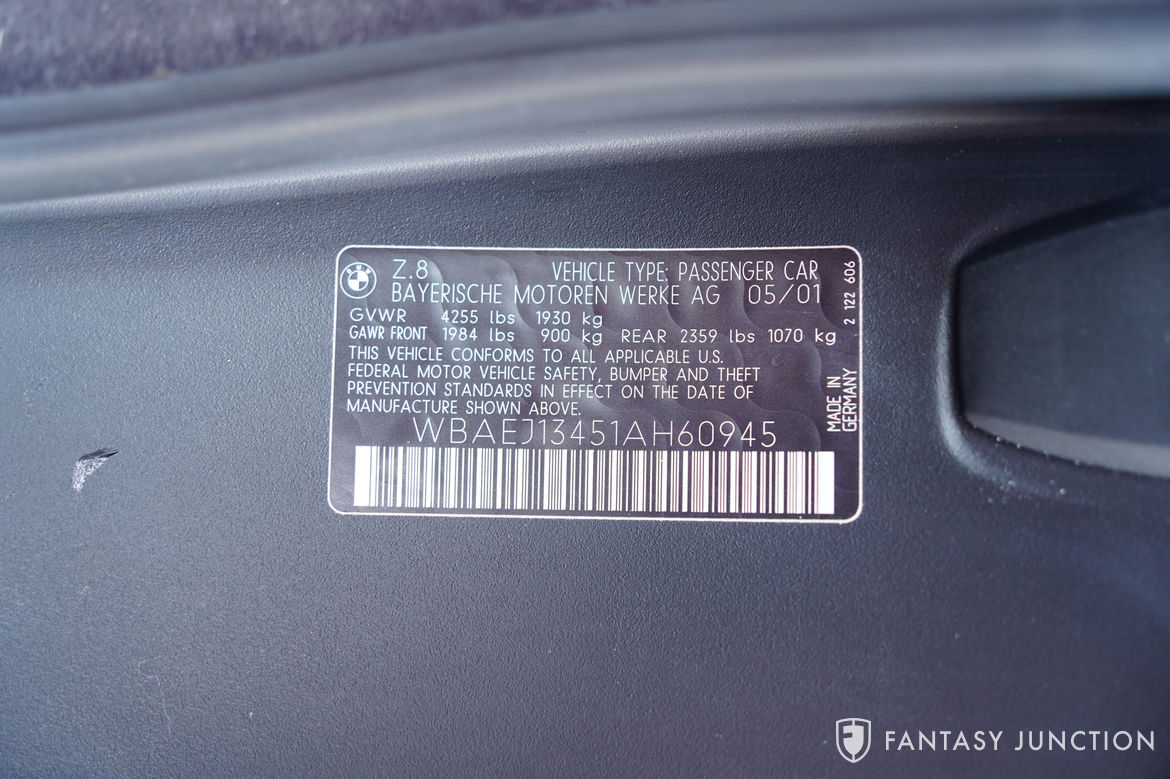 Z.8 VEHICLE TYPE: PASSENGER CAR
BAYERISCHE MOTOREN WERKE AG 05/01
GVWR 4255 lbs 1930 kg
GAWR FRONT 1984 lbs 900 kg REAR 2359 lbs 1070 kg
THIS VEHICLE CONFORMS TO ALL APPLICABLE U.S.
FEDERAL MOTOR VEHICLE SAFETY, BUMPER AND THEFT
PREVENTION STANDARDS IN EFFECT ON THE DATE OF
MANUFACTURE SHOWN ABOVE.
WBAEJ13451AH60945
2 122 606
MADE IN
GERMANY
FANTASY JUNCTION